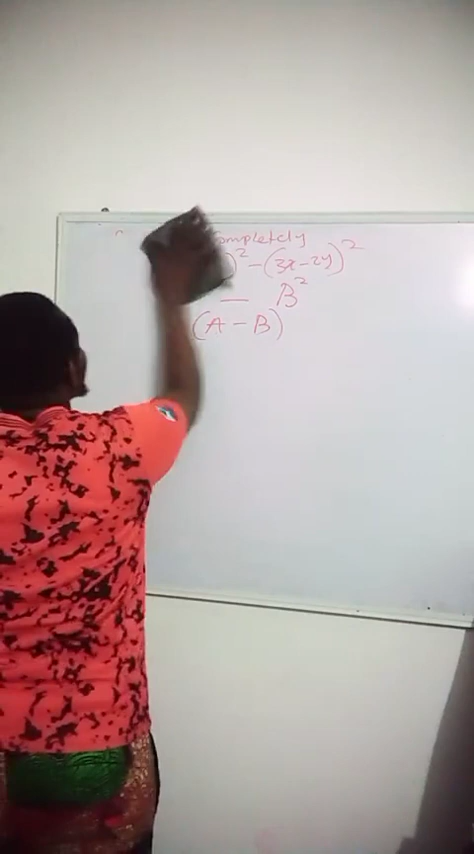 ompletely
)² - (3x - 2y)²
- B²
(A - B)